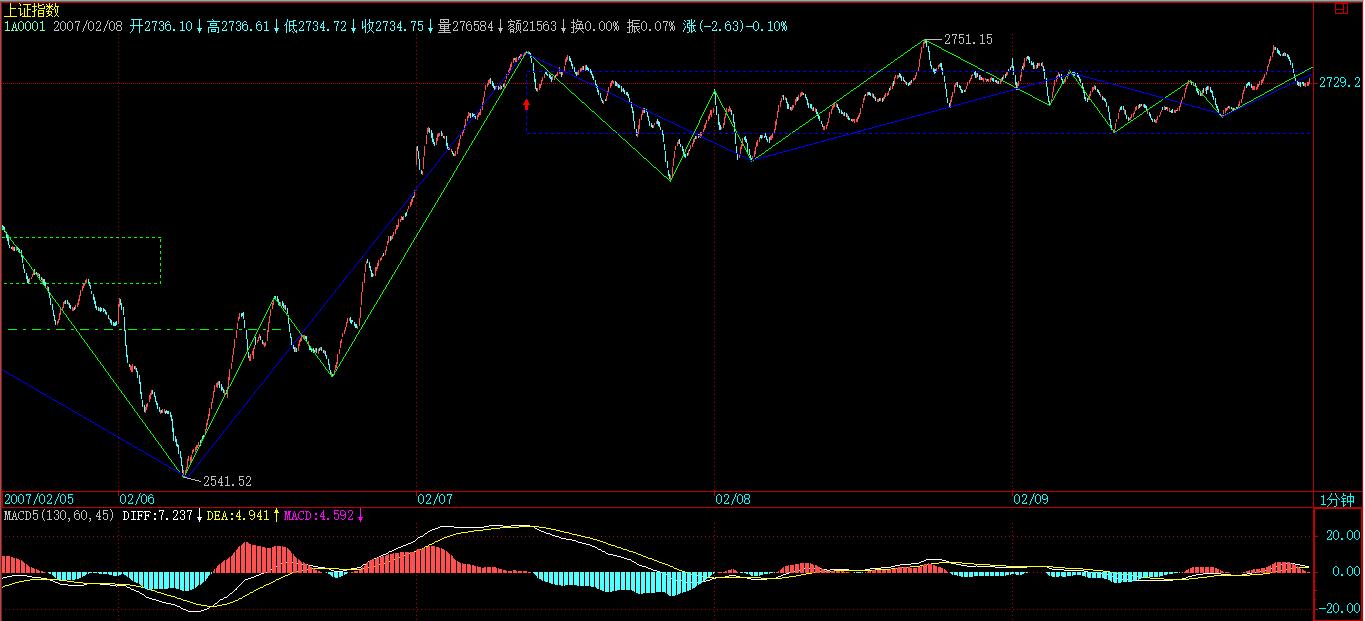 上证指数
1A0001 2007/02/08 开2736.10↓高2736.61↓低2734.72↓收2734.75↓量276584↓额21563↓换0.00% 振0.07% 涨(-2.63)-0.10%
2751.15
2729.2
2541.52
2007/02/05 02/06 02/07 02/08 02/09 1分钟
MACD5(130,60,45) DIFF:7.237↓DEA:4.941↑MACD:4.592↓
20.00
0.00
-20.00